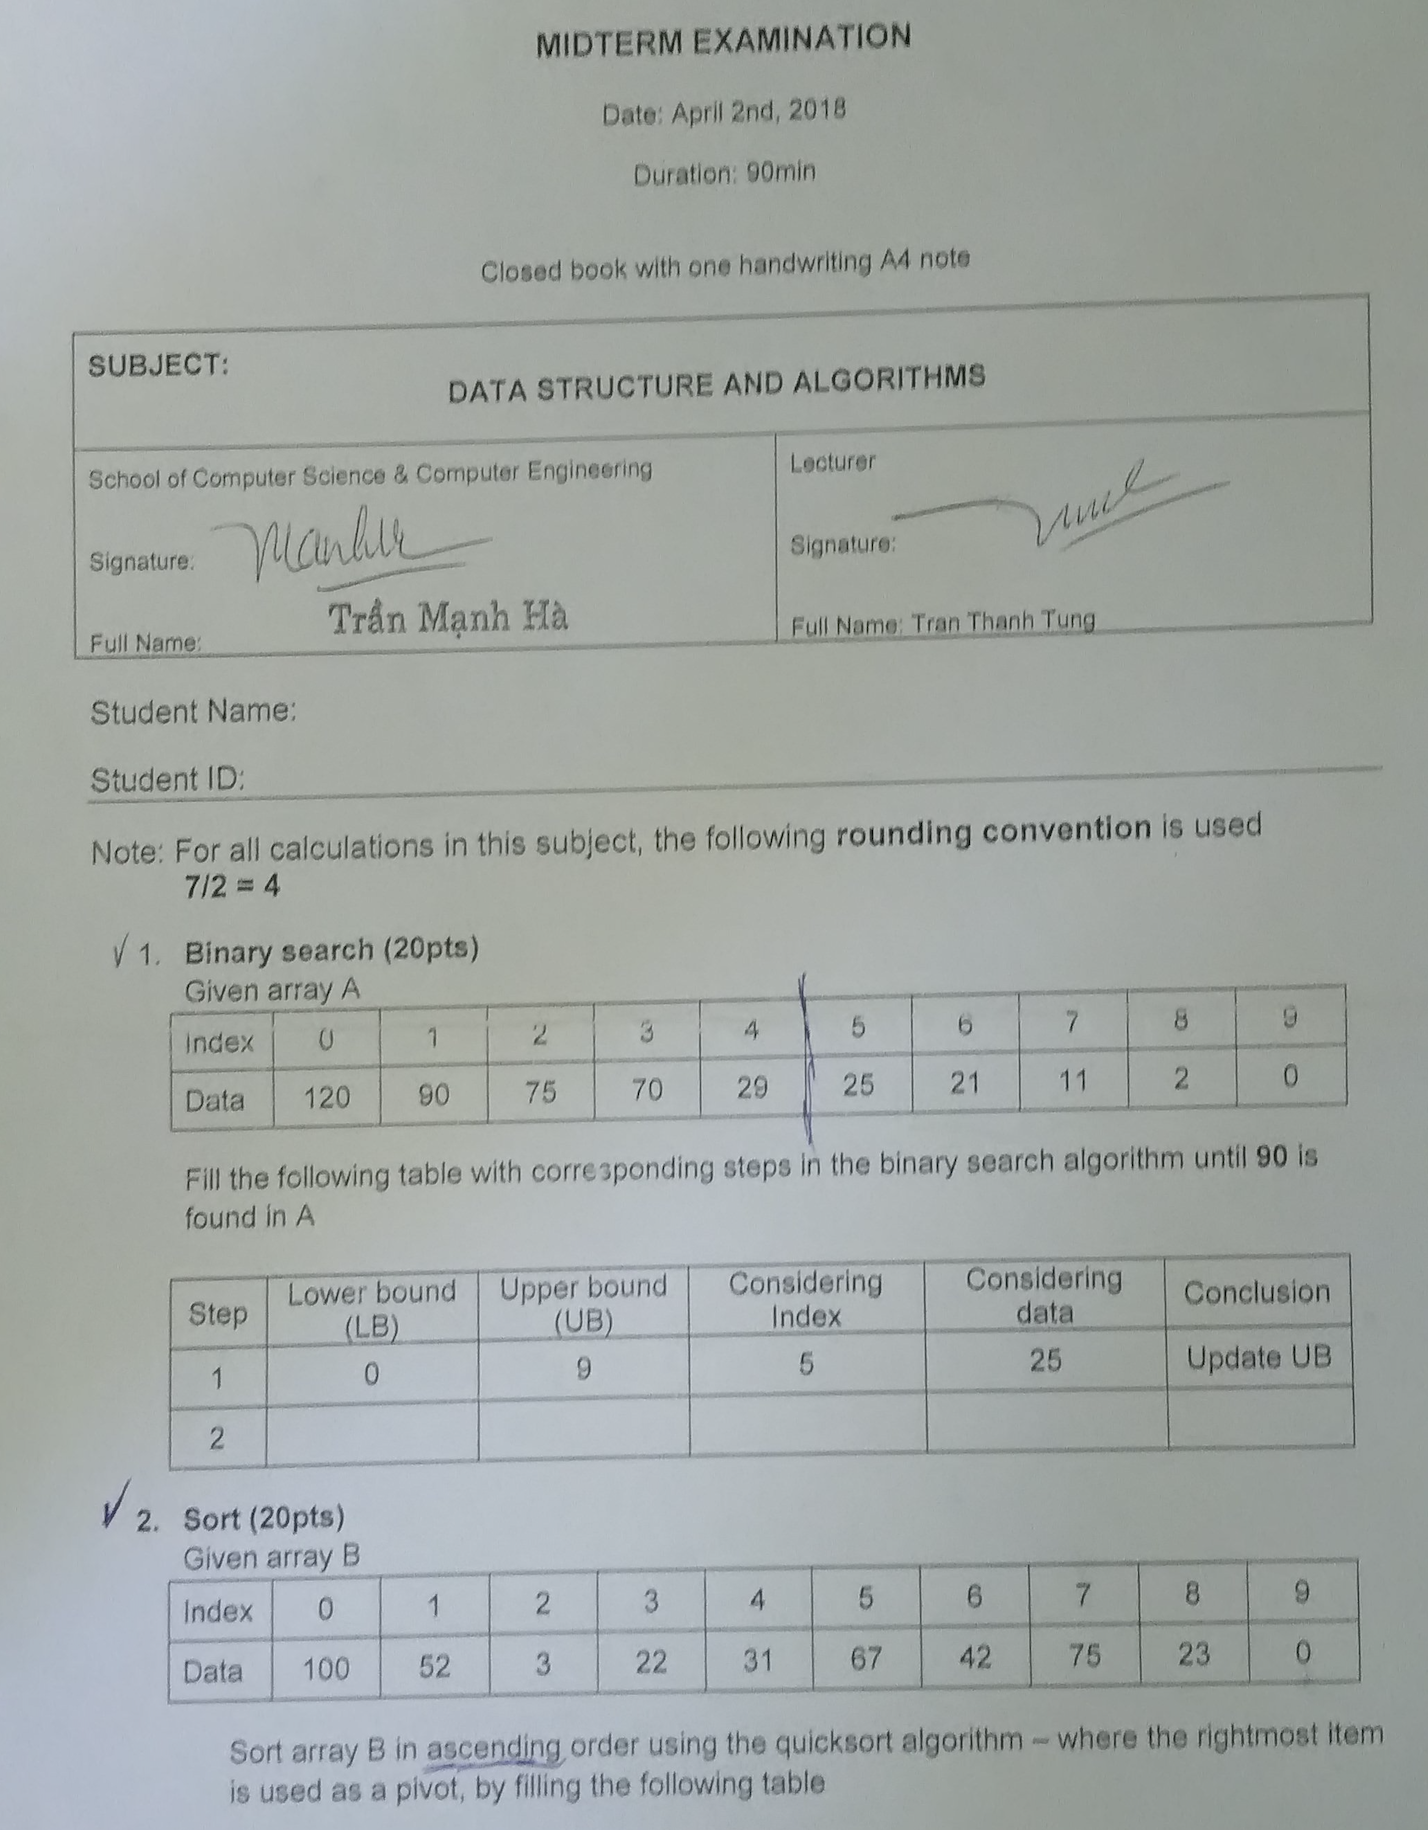 MIDTERM EXAMINATION
Date: April 2nd, 2018
Duration: 90min
Closed book with one handwriting A4 note
SUBJECT:
DATA STRUCTURE AND ALGORITHMS
School of Computer Science & Computer Engineering
Signature:
Trần Mạnh Hà
Full Name:
Lecturer
Signature:
Full Name: Tran Thanh Tung
Student Name:
Student ID:
Note: For all calculations in this subject, the following rounding convention is used
7/2 = 4
1. Binary search (20pts)
Given array A
Index 0 1 2 3 4 5 6 7 8 9
Data 120 90 75 70 29 25 21 11 2 0
Fill the following table with corresponding steps in the binary search algorithm until 90 is
found in A
Step Lower bound (LB) Upper bound (UB) Considering Index Considering data Conclusion
1 0 9 5 25 Update UB
2
2. Sort (20pts)
Given array B
Index 0 1 2 3 4 5 6 7 8 9
Data 100 52 3 22 31 67 42 75 23 0
Sort array B in ascending order using the quicksort algorithm – where the rightmost item
is used as a pivot, by filling the following table